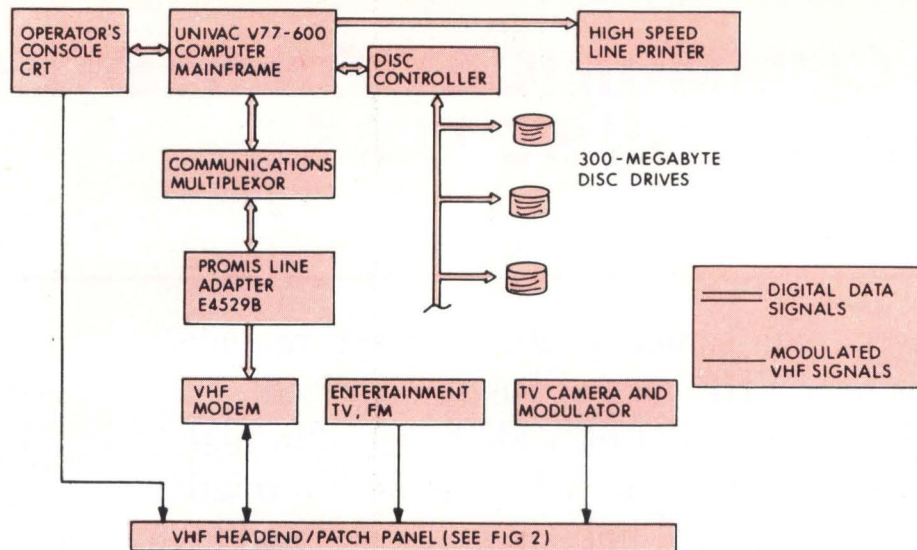 OPERATOR'S
CONSOLE
CRT
UNIVAC V77-600
COMPUTER
MAINFRAME
DISC
CONTROLLER
HIGH SPEED
LINE PRINTER
300-MEGABYTE
DISC DRIVES
COMMUNICATIONS
MULTIPLEXOR
PROMIS LINE
ADAPTER
E4529B
DIGITAL DATA
SIGNALS
MODULATED
VHF SIGNALS
VHF
MODEM
ENTERTAINMENT
TV, FM
TV CAMERA AND
MODULATOR
VHF HEADEND/PATCH PANEL (SEE FIG 2)